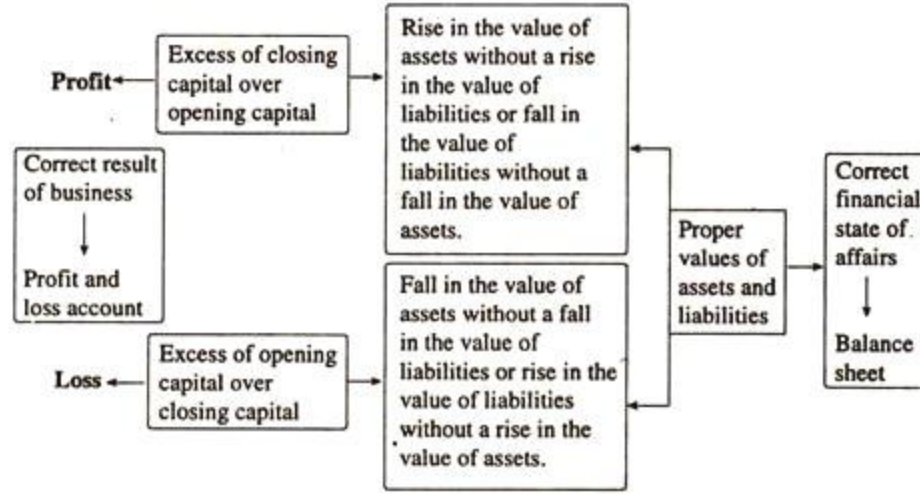 Profit
Excess of closing
capital over
opening capital
Rise in the value of
assets without a rise
in the value of
liabilities or fall in
the value of
liabilities without a
fall in the value of
assets.
Correct result
of business
Profit and
loss account
Proper
values of
assets and
liabilities
Correct
financial
state of
affairs
Balance
sheet
Loss
Excess of opening
capital over
closing capital
Fall in the value of
assets without a fall
in the value of
liabilities or rise in the
value of liabilities
without a rise in the
value of assets.